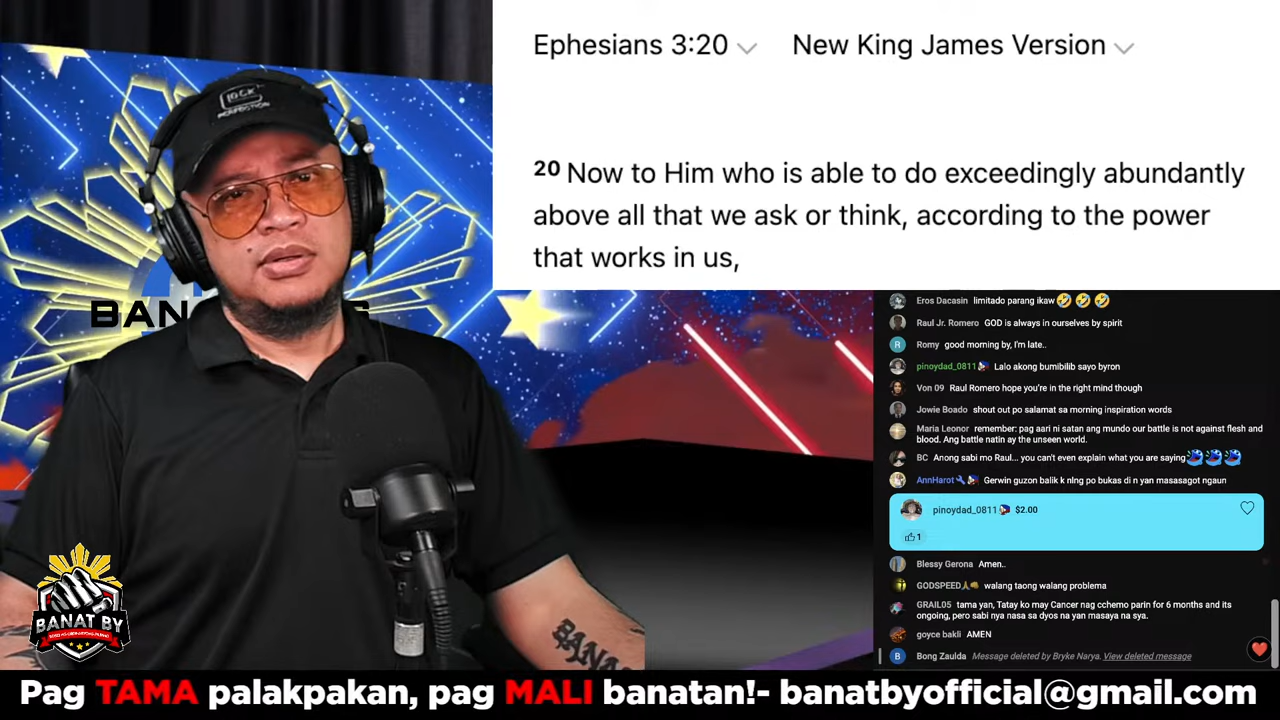 Ephesians 3:20 New King James Version
20 Now to Him who is able to do exceedingly abundantly
above all that we ask or think, according to the power
that works in us,
GLOCK
PERFECTION
BAN
Eros Dacasin limitado parang ikaw🤣🤣🤣
Raul Jr. Romero GOD is always in ourselves by spirit
R Romy good morning by, I'm late..
pinoydad_0811 Lalo akong bumibilib sayo byron
Von 09 Raul Romero hope you're in the right mind though
Jowie Boado shout out po salamat sa morning inspiration words
Maria Leonor remember: pag aari ni satan ang mundo our battle is not against flesh and
blood. Ang battle natin ay the unseen world.
BC Anong sabi mo Raul... you can't even explain what you are saying
AnnHarot Gerwin guzon balik k nlng po bukas di n yan masasagot ngaun
pinoydad_0811 $2.00
1
Blessy Gerona Amen..
GODSPEED🙏👊 walang taong walang problema
GRAIL05 tama yan, Tatay ko may Cancer nag cchemo parin for 6 months and its
ongoing, pero sabi nya nasa sa dyos na yan masaya na sya.
goyce bakli AMEN
B Bong Zaulda Message deleted by Bryke Narya. View deleted message
BANAT BY
BANA
Pag TAMA palakpakan, pag MALI banatan!- banatbyofficial@gmail.com